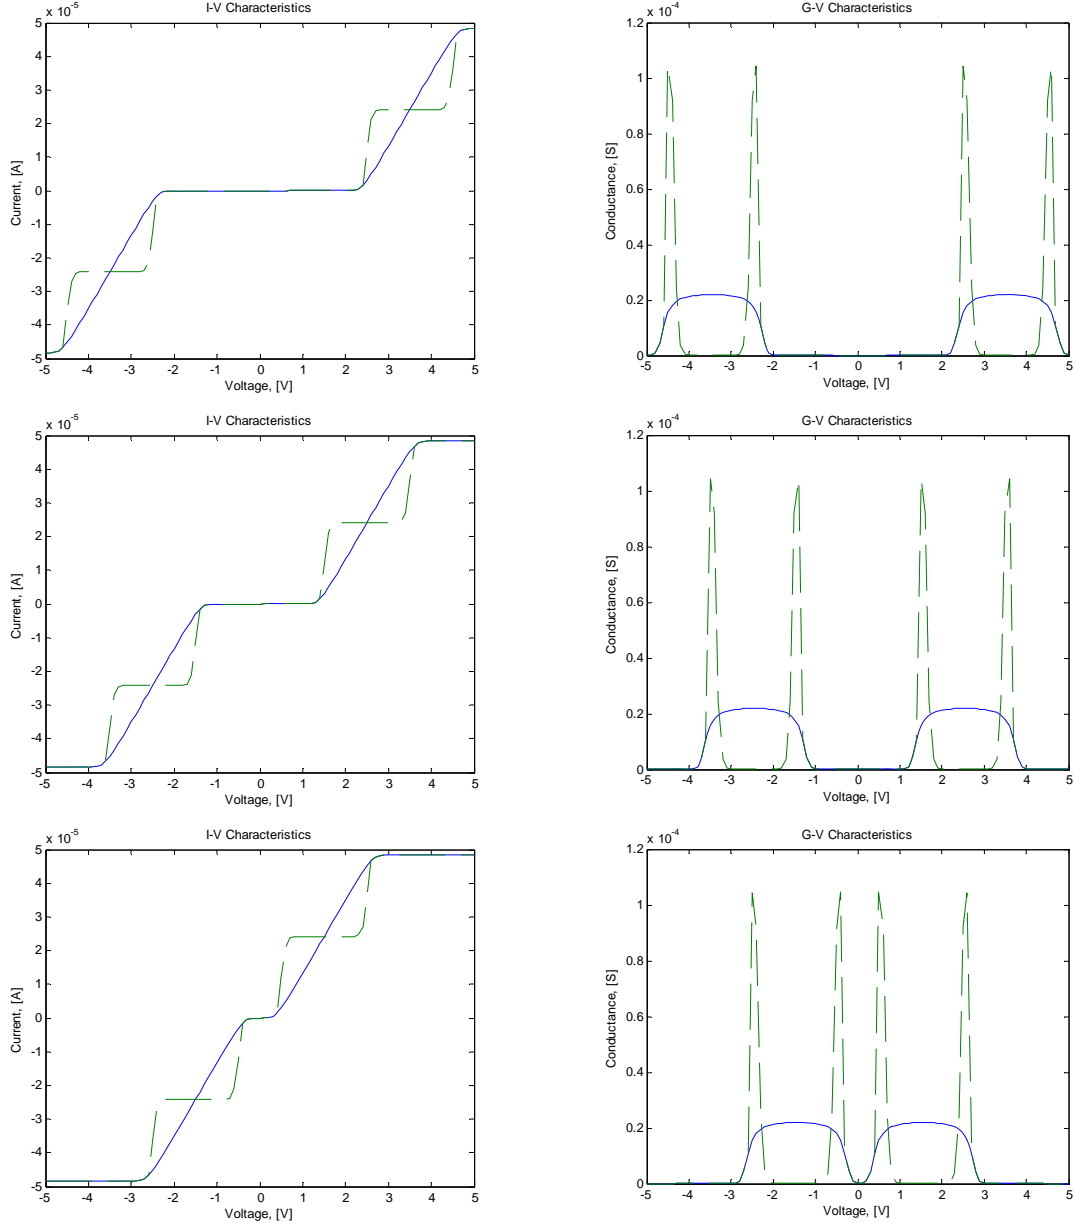 I-V Characteristics
x 10^-5
5
4
3
2
1
0
-1
-2
-3
-4
-5
-5 -4 -3 -2 -1 0 1 2 3 4 5
Current, [A]
Voltage, [V]
G-V Characteristics
x 10^-4
1.2
1
0.8
0.6
0.4
0.2
0
-5 -4 -3 -2 -1 0 1 2 3 4 5
Conductance, [S]
Voltage, [V]
I-V Characteristics
x 10^-5
5
4
3
2
1
0
-1
-2
-3
-4
-5
-5 -4 -3 -2 -1 0 1 2 3 4 5
Current, [A]
Voltage, [V]
G-V Characteristics
x 10^-4
1.2
1
0.8
0.6
0.4
0.2
0
-5 -4 -3 -2 -1 0 1 2 3 4 5
Conductance, [S]
Voltage, [V]
I-V Characteristics
x 10^-5
5
4
3
2
1
0
-1
-2
-3
-4
-5
-5 -4 -3 -2 -1 0 1 2 3 4 5
Current, [A]
Voltage, [V]
G-V Characteristics
x 10^-4
1.2
1
0.8
0.6
0.4
0.2
0
-5 -4 -3 -2 -1 0 1 2 3 4 5
Conductance, [S]
Voltage, [V]